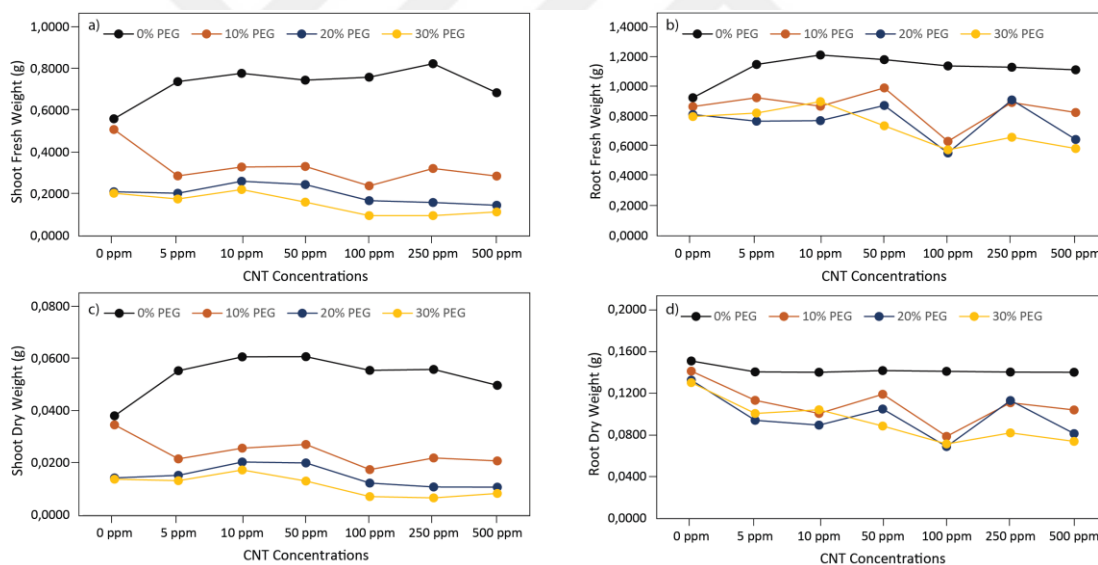 a)
0% PEG 10% PEG 20% PEG 30% PEG
Shoot Fresh Weight (g)
1,0000
0,8000
0,6000
0,4000
0,2000
0,0000
0 ppm 5 ppm 10 ppm 50 ppm 100 ppm 250 ppm 500 ppm
CNT Concentrations
b)
0% PEG 10% PEG 20% PEG 30% PEG
Root Fresh Weight (g)
1,4000
1,2000
1,0000
0,8000
0,6000
0,4000
0,2000
0,0000
0 ppm 5 ppm 10 ppm 50 ppm 100 ppm 250 ppm 500 ppm
CNT Concentrations
c)
0% PEG 10% PEG 20% PEG 30% PEG
Shoot Dry Weight (g)
0,0800
0,0600
0,0400
0,0200
0,0000
0 ppm 5 ppm 10 ppm 50 ppm 100 ppm 250 ppm 500 ppm
CNT Concentrations
d)
0% PEG 10% PEG 20% PEG 30% PEG
Root Dry Weight (g)
0,2000
0,1600
0,1200
0,0800
0,0400
0,0000
0 ppm 5 ppm 10 ppm 50 ppm 100 ppm 250 ppm 500 ppm
CNT Concentrations